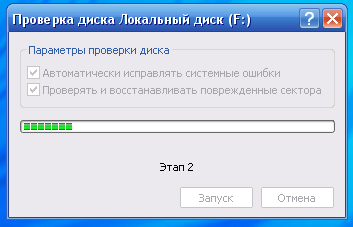 Проверка диска Локальный диск (F:)
Параметры проверки диска
Автоматически исправлять системные ошибки
Проверять и восстанавливать поврежденные сектора
Этап 2
Запуск
Отмена